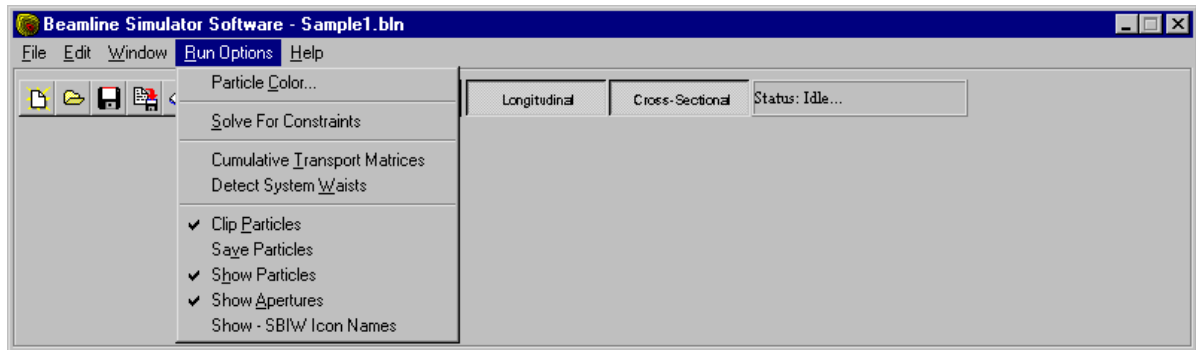 Beamline Simulator Software - Sample1.bln
File Edit Window Run Options Help
Particle Color...
Longitudinal Cross-Sectional Status: Idle...
Solve For Constraints
Cumulative Transport Matrices
Detect System Waists
Clip Particles
Save Particles
Show Particles
Show Apertures
Show - SBIW Icon Names